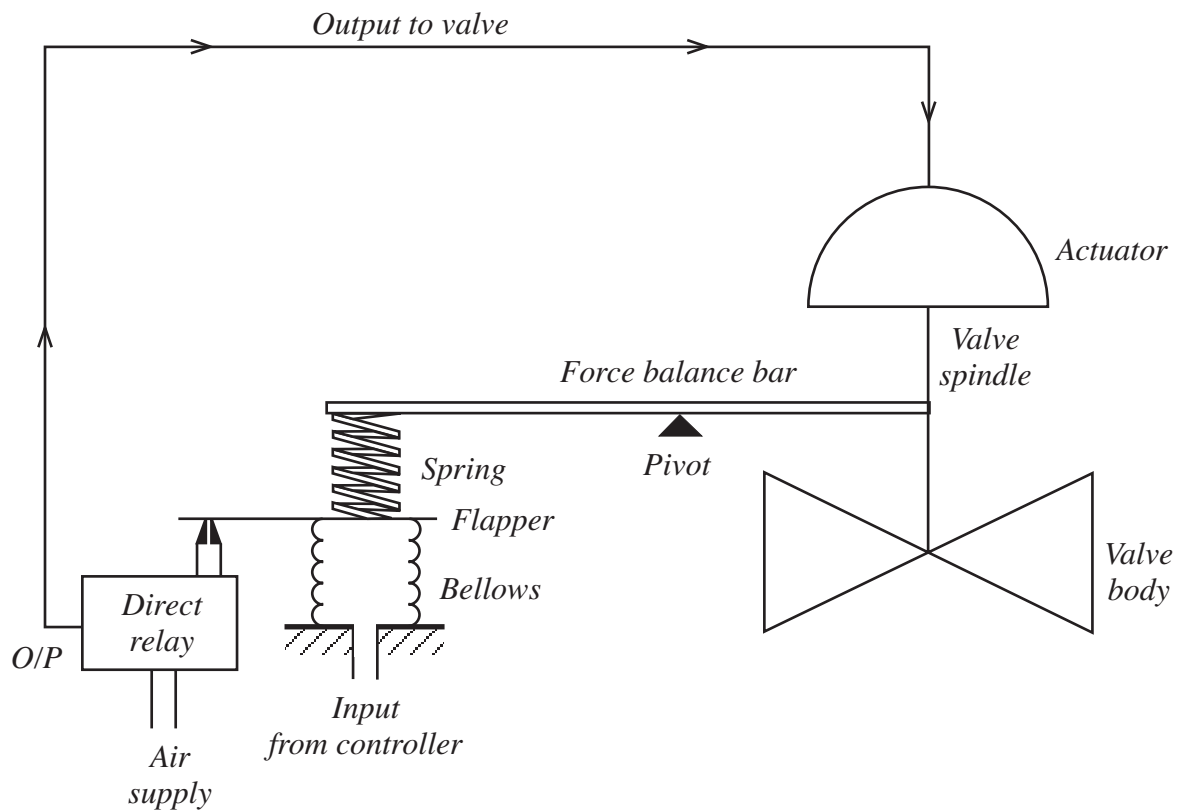 Output to valve
Actuator
Valve
spindle
Force balance bar
Pivot
Spring
Flapper
Bellows
Valve
body
Direct
relay
O/P
Input
from controller
Air
supply